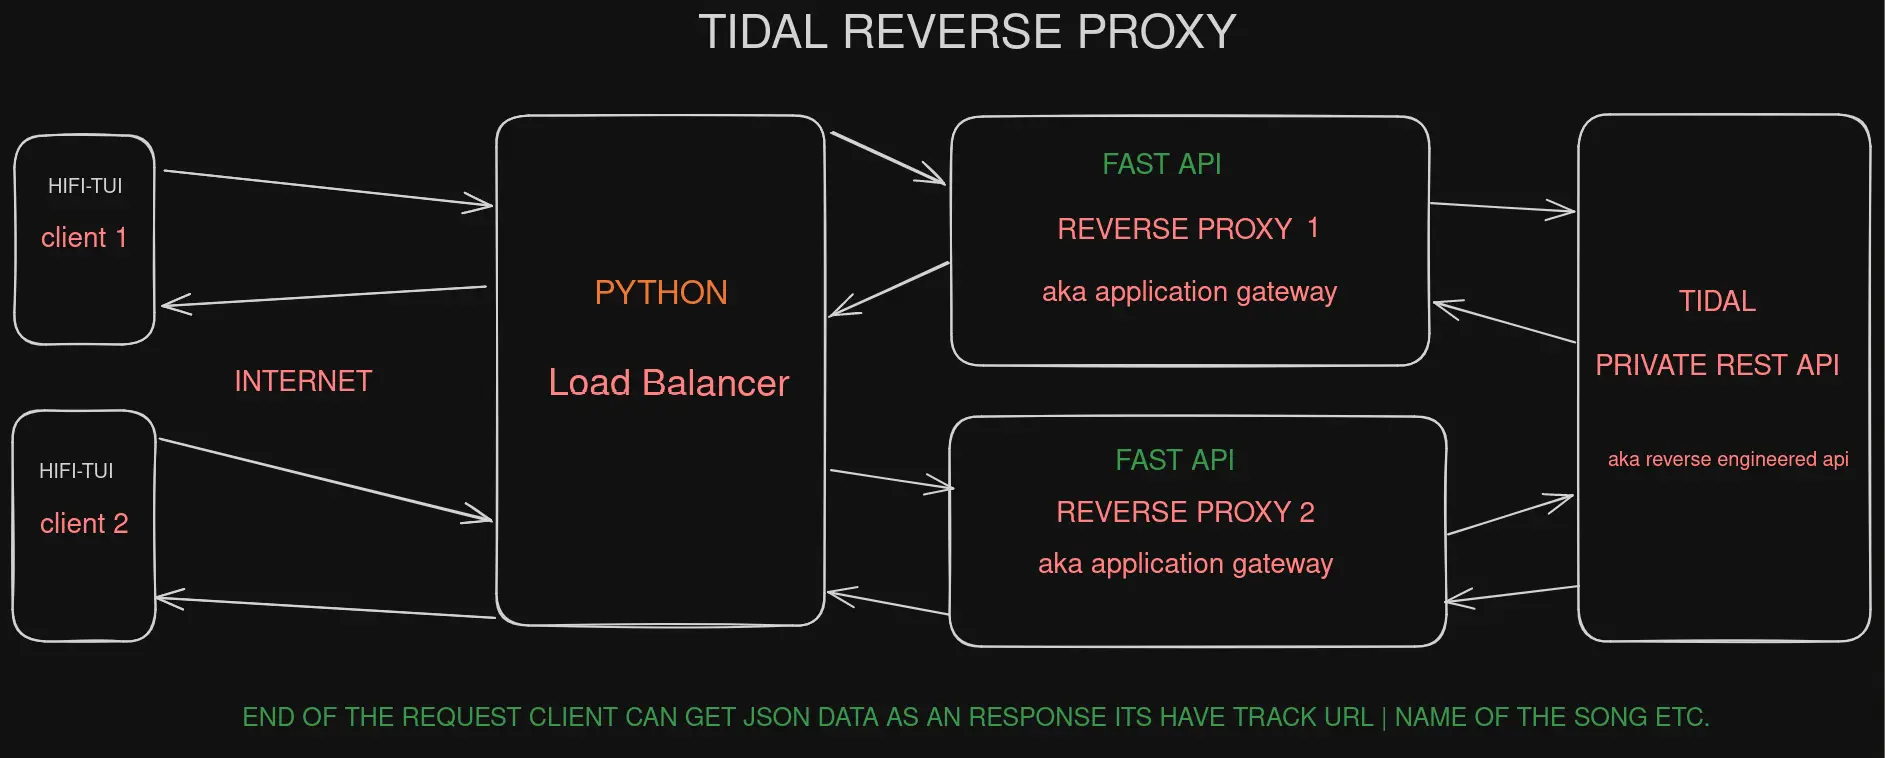 TIDAL REVERSE PROXY
HIFI-TUI
client 1
INTERNET
HIFI-TUI
client 2
PYTHON
Load Balancer
FAST API
REVERSE PROXY 1
aka application gateway
FAST API
REVERSE PROXY 2
aka application gateway
TIDAL
PRIVATE REST API
aka reverse engineered api
END OF THE REQUEST CLIENT CAN GET JSON DATA AS AN RESPONSE ITS HAVE TRACK URL | NAME OF THE SONG ETC.